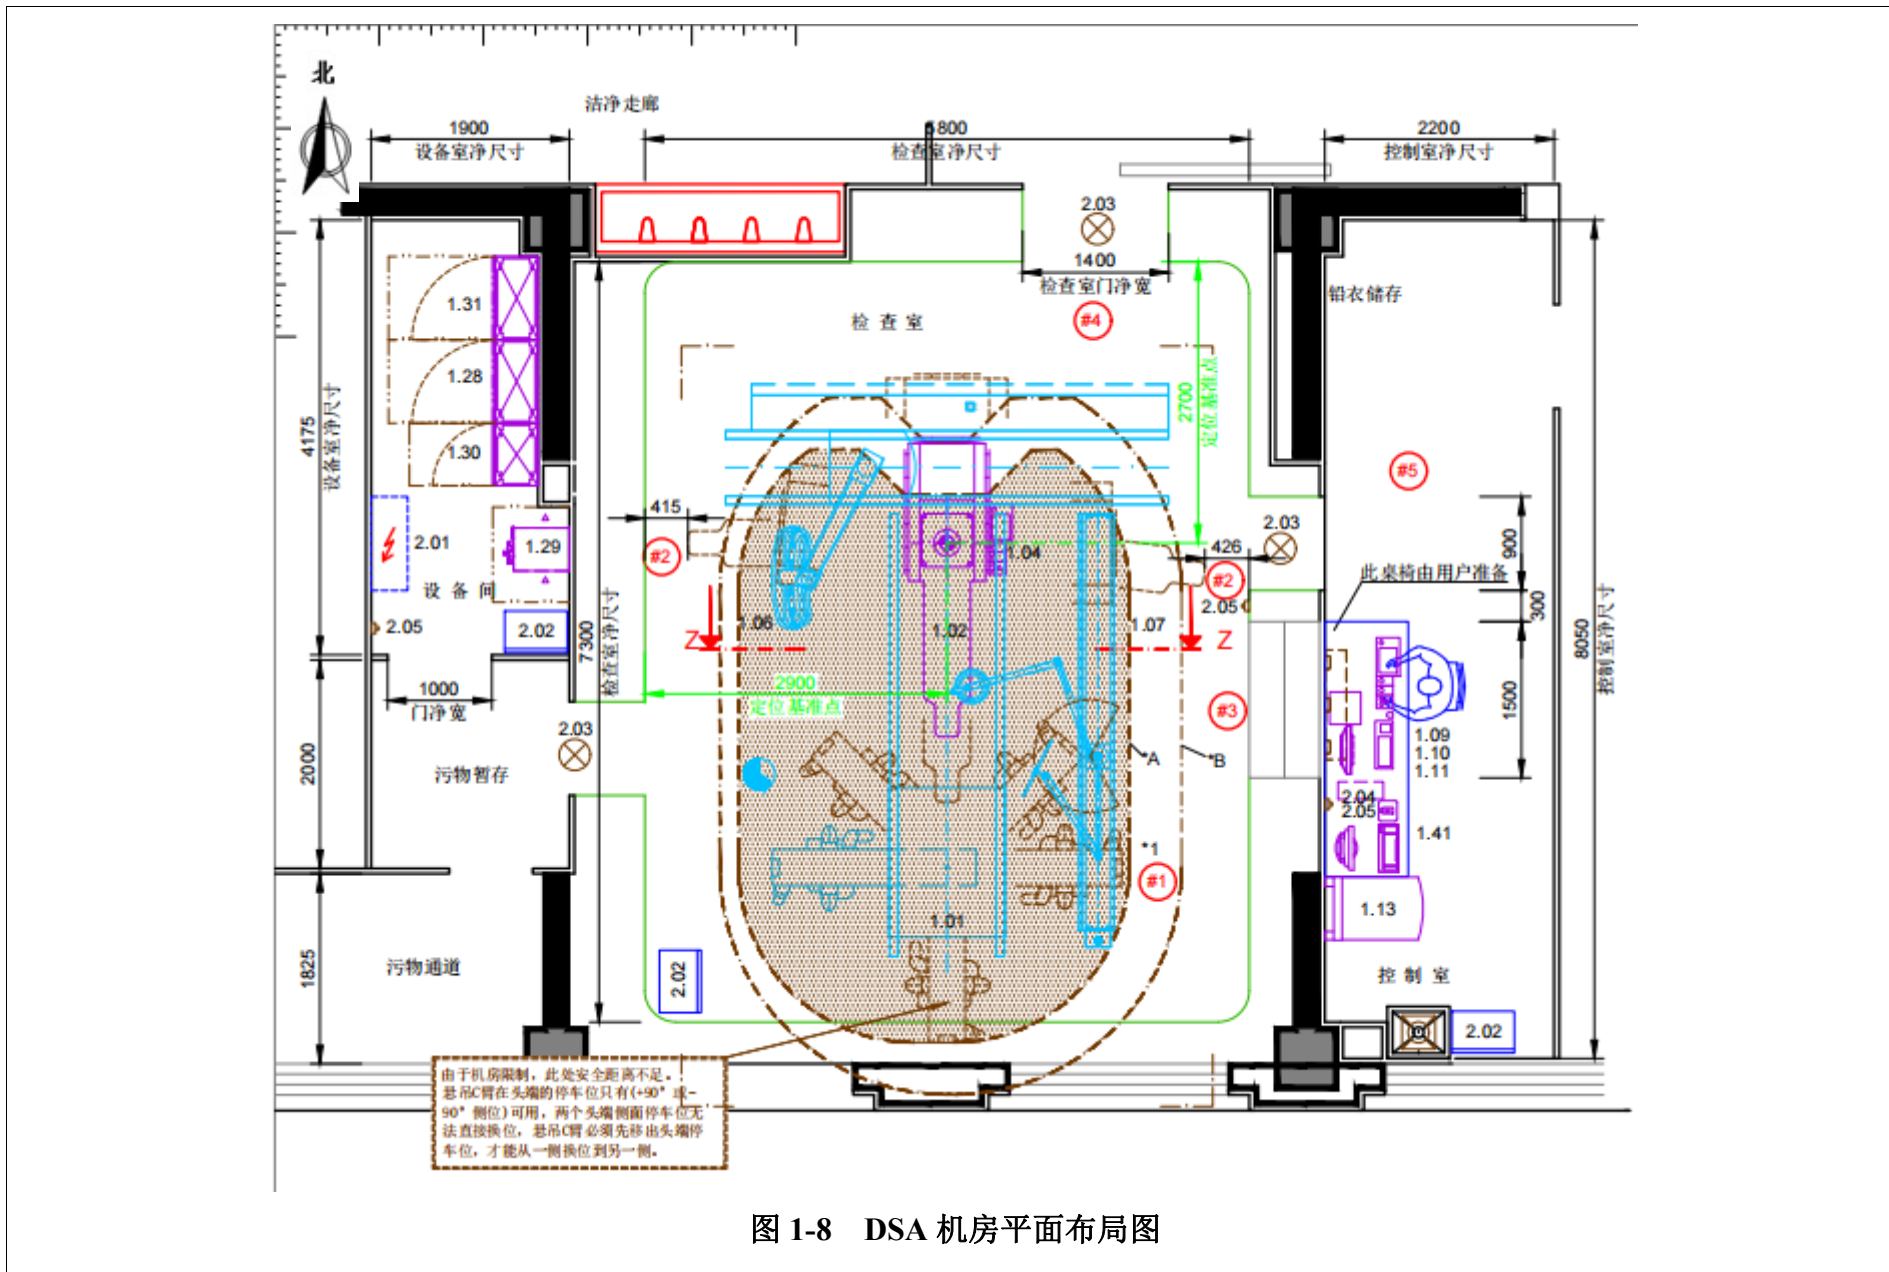 北
洁净走廊
1900
设备室净尺寸
5800
检查室净尺寸
2200
控制室净尺寸
2.03
1400
检查室门净宽
#4
检 查 室
铅衣储存
1.31
1.28
1.30
4175
设备室净尺寸
2700
定位基准点
#5
415
#2
2.01
1.29
设 备 间
2.05
2.02
1.04
426
2.03
#2
2.05
900
此桌椅由用户准备
300
8050
控制室净尺寸
7300
检查室净尺寸
Z
1.06
1.02
1.07
Z
1000
门净宽
2900
定位基准点
#3
1500
2.03
*A
*B
1.09
1.10
1.11
2000
污物暂存
2.04
2.05
1.41
*1
#1
1.01
1.13
1825
污物通道
2.02
控 制 室
2.02
由于机房限制，此处安全距离不足。
悬吊C臂在头端的停车位只有(+90° 或-
90° 侧位)可用，两个头端侧面停车位无
法直接换位，悬吊C臂必须先移出头端停
车位，才能从一侧换位到另一侧。
图 1-8 DSA 机房平面布局图